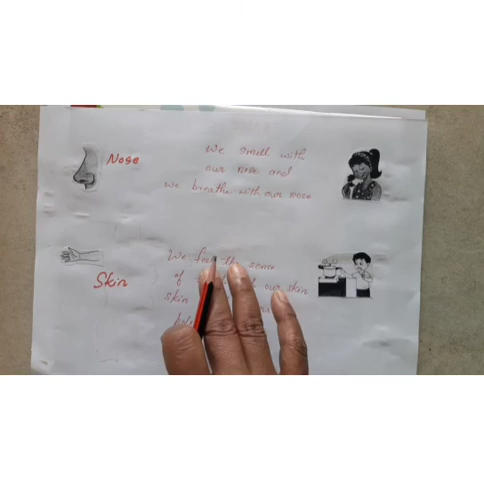 Nose
We smell with
our nose and
we breathe with our nose
Skin
We feel the some
of our skin
skin